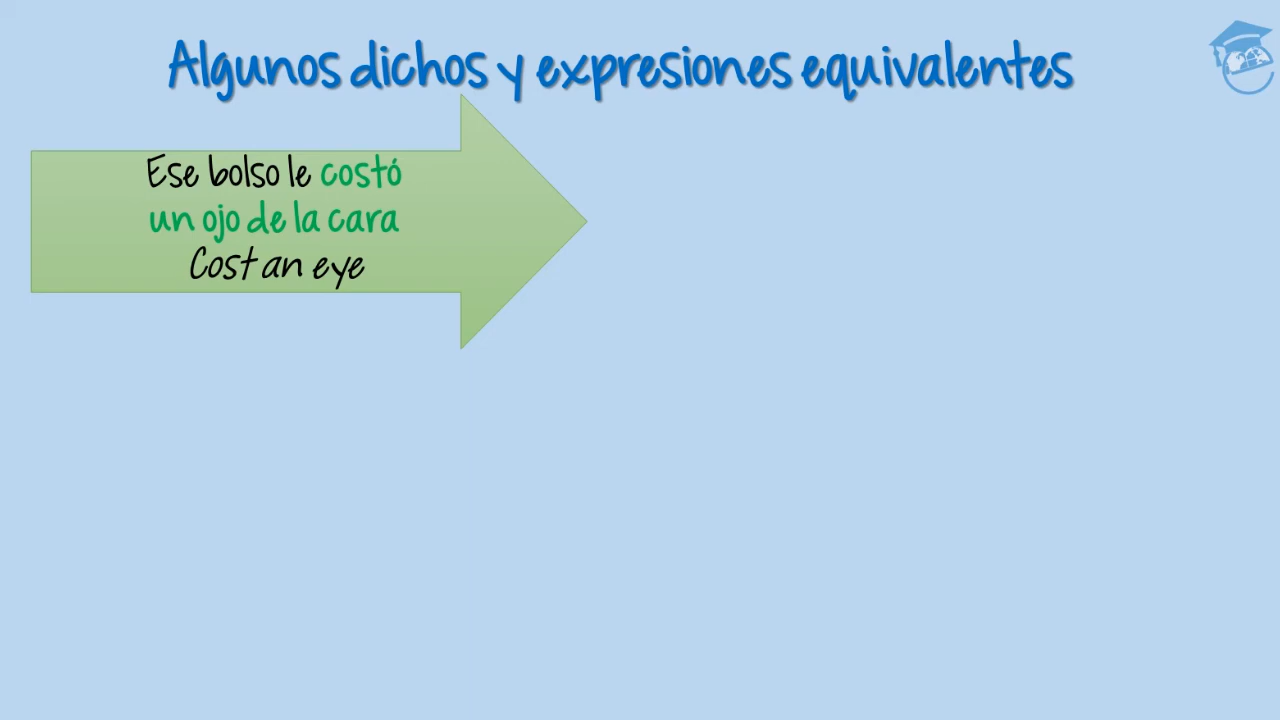 Algunos dichos y expresiones equivalentes
Ese bolso le costó
un ojo de la cara
Cost an eye